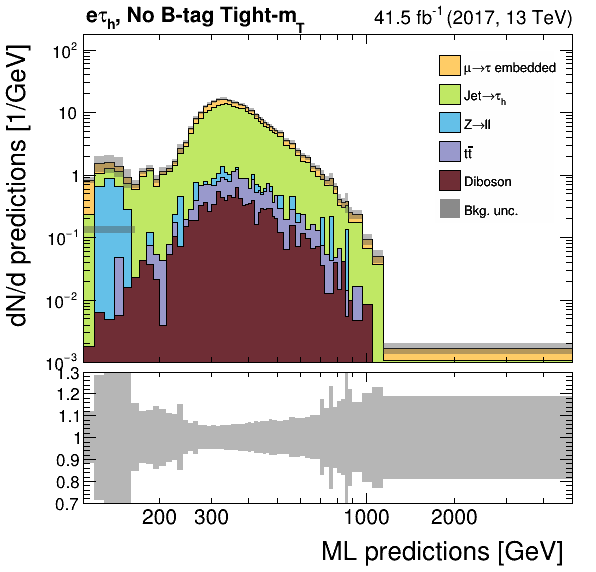 eτh, No B-tag Tight-mT
41.5 fb⁻¹ (2017, 13 TeV)
dN/d predictions [1/GeV]
10²
10
1
10⁻¹
10⁻²
10⁻³
μ→τ embedded
Jet→τh
Z→ll
tt̄
Diboson
Bkg. unc.
1.3
1.2
1.1
1
0.9
0.8
0.7
200 300 1000 2000
ML predictions [GeV]